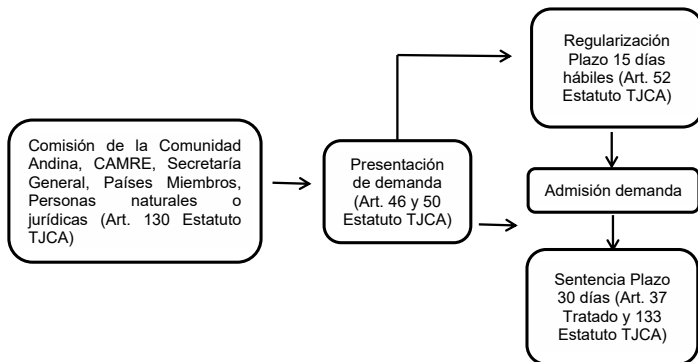 Comisión de la Comunidad
Andina, CAMRE, Secretaría
General, Países Miembros,
Personas naturales o
jurídicas (Art. 130 Estatuto
TJCA)
Presentación
de demanda
(Art. 46 y 50
Estatuto TJCA)
Regularización
Plazo 15 días
hábiles (Art. 52
Estatuto TJCA)
Admisión demanda
Sentencia Plazo
30 días (Art. 37
Tratado y 133
Estatuto TJCA)